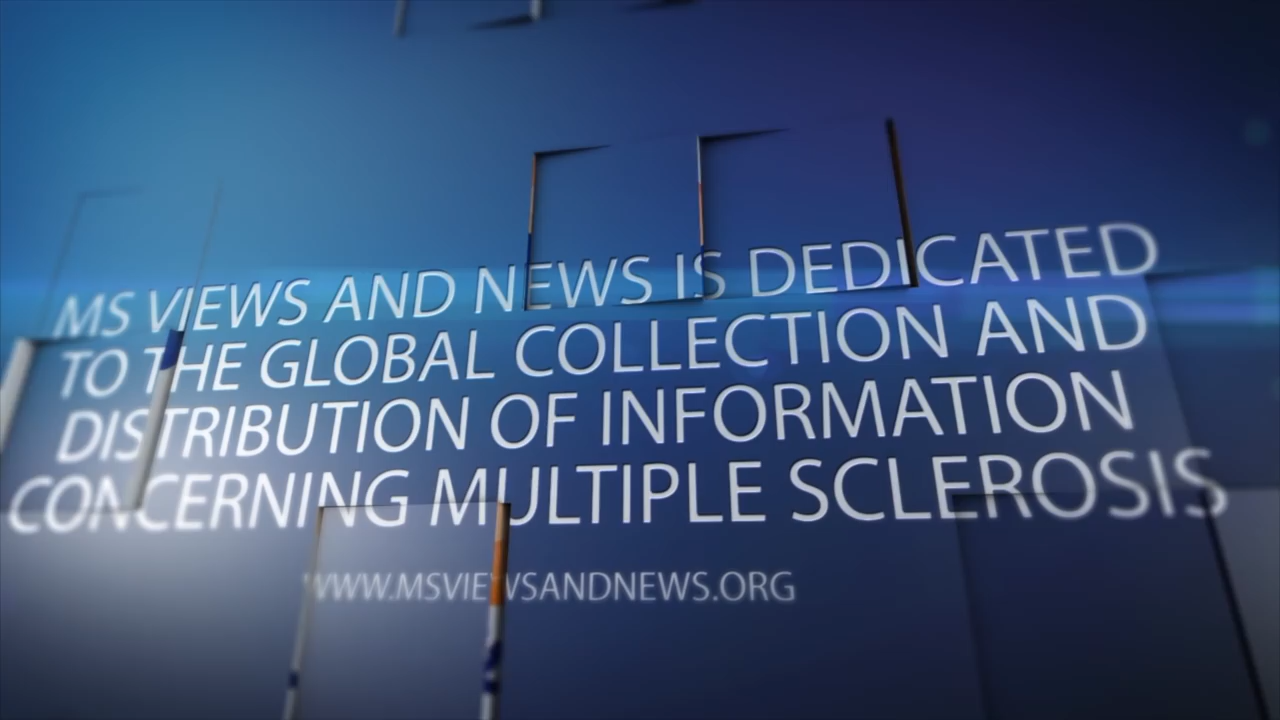 MS VIEWS AND NEWS IS DEDICATED
TO THE GLOBAL COLLECTION AND
DISTRIBUTION OF INFORMATION
CONCERNING MULTIPLE SCLEROSIS
WWW.MSVIEWSANDNEWS.ORG